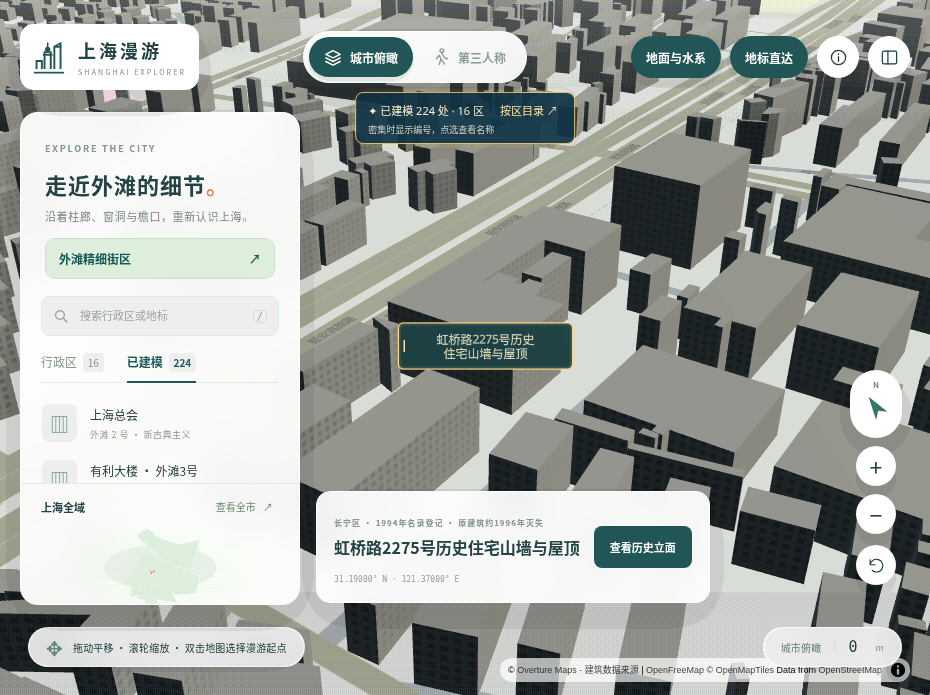 上海漫游
SHANGHAI EXPLORER
城市俯瞰
第三人称
地面与水系
地标直达
✦ 已建模 224 处 · 16 区
按区目录 ↗
密集时显示编号，点选查看名称
EXPLORE THE CITY
走近外滩的细节。
沿着柱廊、窗洞与檐口，重新认识上海。
外滩精细街区 ↗
搜索行政区或地标 /
行政区 16
已建模 224
上海总会
外滩 2 号 · 新古典主义
有利大楼 · 外滩3号
上海全域
查看全市 ↗
虹桥路2275号历史
住宅山墙与屋顶
长宁区 · 1994年名录登记 · 原建筑约1996年灭失
虹桥路2275号历史住宅山墙与屋顶
31.19000° N · 121.37000° E
查看历史立面
N
+
−
拖动平移 · 滚轮缩放 · 双击地图选择漫游起点
城市俯瞰 0 m
© Overture Maps · 建筑数据来源 | OpenFreeMap © OpenMapTiles Data from OpenStreetMap